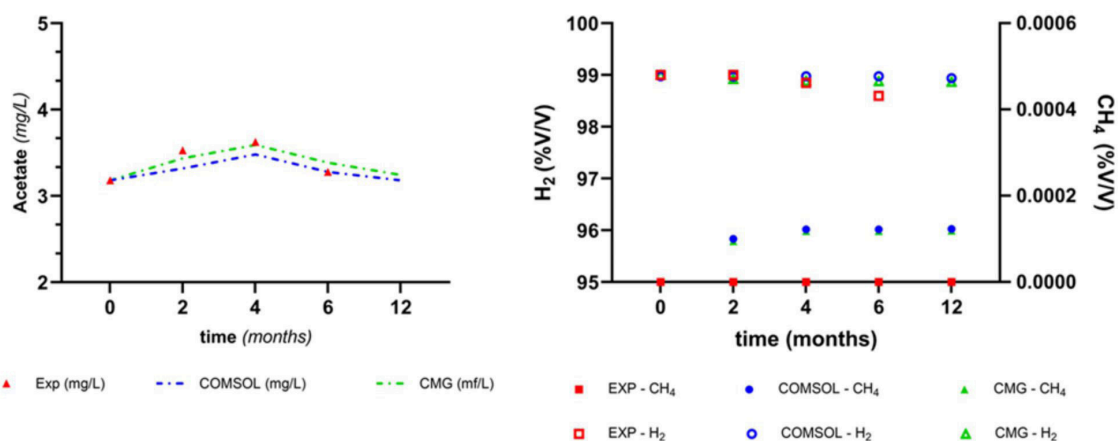 5
4
3
2
Acetate (mg/L)
0 2 4 6 12
time (months)
Exp (mg/L) COMSOL (mg/L) CMG (mf/L)
100
99
98
97
96
95
H2 (%V/V)
0.0006
0.0004
0.0002
0.0000
CH4 (%V/V)
0 2 4 6 12
time (months)
EXP - CH4 COMSOL - CH4 CMG - CH4
EXP - H2 COMSOL - H2 CMG - H2